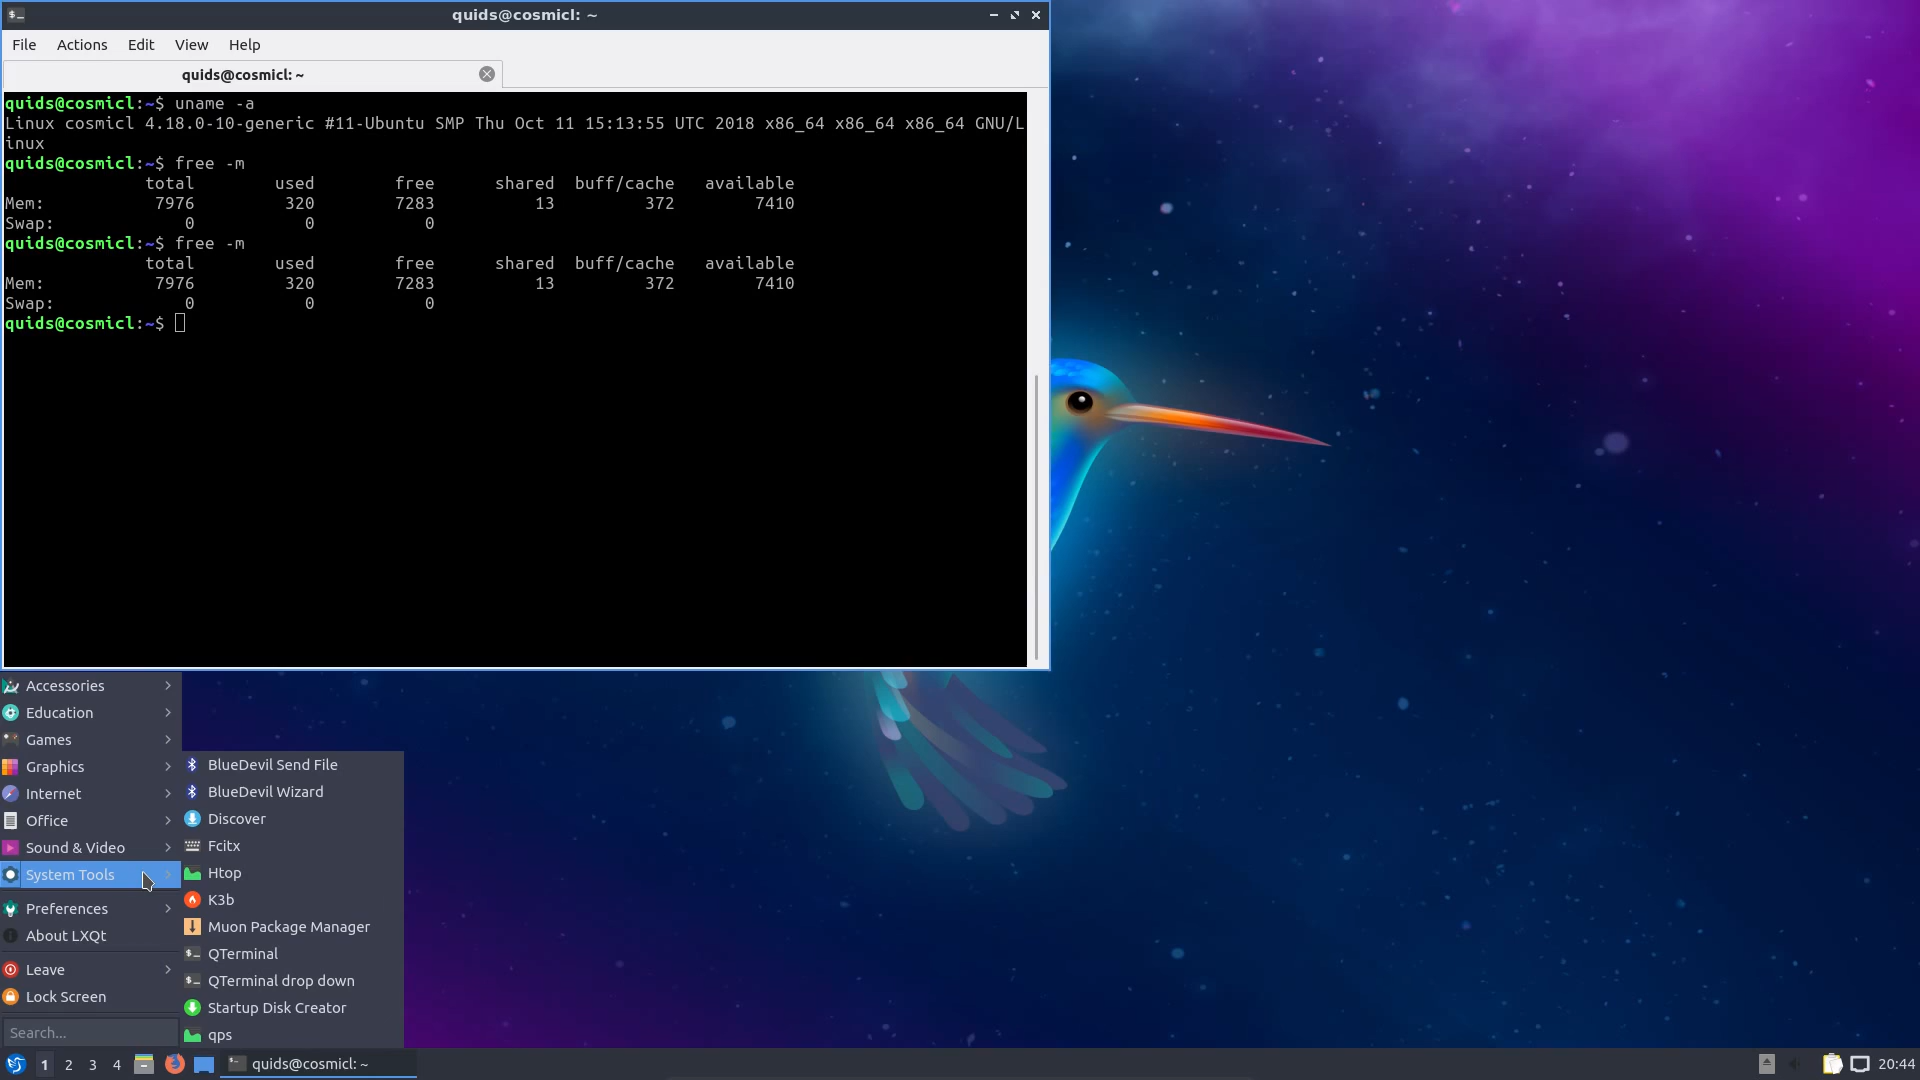 quids@cosmicl: ~
File Actions Edit View Help
quids@cosmicl: ~
quids@cosmicl:~$ uname -a
Linux cosmicl 4.18.0-10-generic #11-Ubuntu SMP Thu Oct 11 15:13:55 UTC 2018 x86_64 x86_64 x86_64 GNU/L
inux
quids@cosmicl:~$ free -m
total used free shared buff/cache available
Mem: 7976 320 7283 13 372 7410
Swap: 0 0 0
quids@cosmicl:~$ free -m
total used free shared buff/cache available
Mem: 7976 320 7283 13 372 7410
Swap: 0 0 0
quids@cosmicl:~$
Accessories
Education
Games
Graphics
Internet
Office
Sound & Video
System Tools
Preferences
About LXQt
Leave
Lock Screen
Search...
BlueDevil Send File
BlueDevil Wizard
Discover
Fcitx
Htop
K3b
Muon Package Manager
QTerminal
QTerminal drop down
Startup Disk Creator
qps
1 2 3 4 quids@cosmicl: ~ 20:44